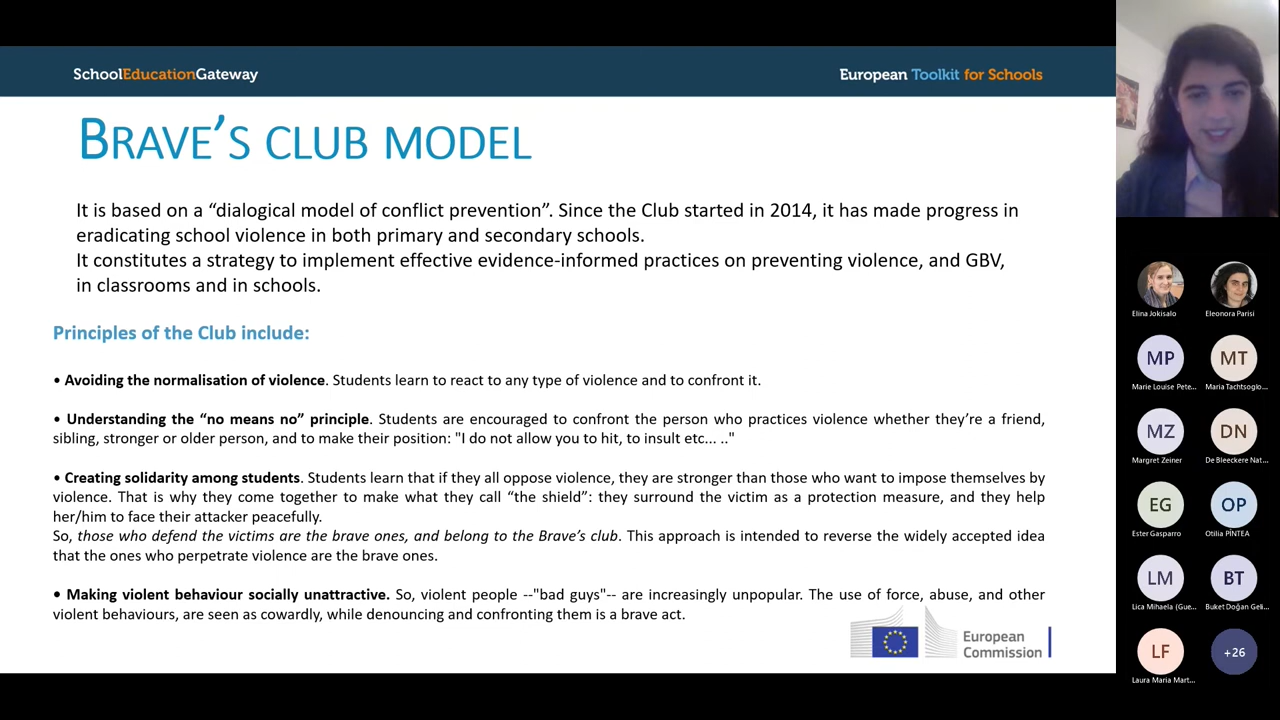 SchoolEducationGateway
European Toolkit for Schools
BRAVE’S CLUB MODEL
It is based on a “dialogical model of conflict prevention”. Since the Club started in 2014, it has made progress in
eradicating school violence in both primary and secondary schools.
It constitutes a strategy to implement effective evidence-informed practices on preventing violence, and GBV,
in classrooms and in schools.
Principles of the Club include:
• Avoiding the normalisation of violence. Students learn to react to any type of violence and to confront it.
• Understanding the “no means no” principle. Students are encouraged to confront the person who practices violence whether they’re a friend,
sibling, stronger or older person, and to make their position: "I do not allow you to hit, to insult etc... .."
• Creating solidarity among students. Students learn that if they all oppose violence, they are stronger than those who want to impose themselves by
violence. That is why they come together to make what they call “the shield”: they surround the victim as a protection measure, and they help
her/him to face their attacker peacefully.
So, those who defend the victims are the brave ones, and belong to the Brave’s club. This approach is intended to reverse the widely accepted idea
that the ones who perpetrate violence are the brave ones.
• Making violent behaviour socially unattractive. So, violent people --"bad guys"-- are increasingly unpopular. The use of force, abuse, and other
violent behaviours, are seen as cowardly, while denouncing and confronting them is a brave act.
European
Commission
Elina Jokisalo
Eleonora Parisi
MP
MT
Marie Louise Pete...
Maria Tachtsoglo...
MZ
DN
Margret Zeiner
De Bleeckere Nat...
EG
OP
Ester Gasparro
Otilia PÎNTEA
LM
BT
Lica Mihaela (Gue...
Buket Doğan Geli...
LF
+26
Laura Maria Mart...